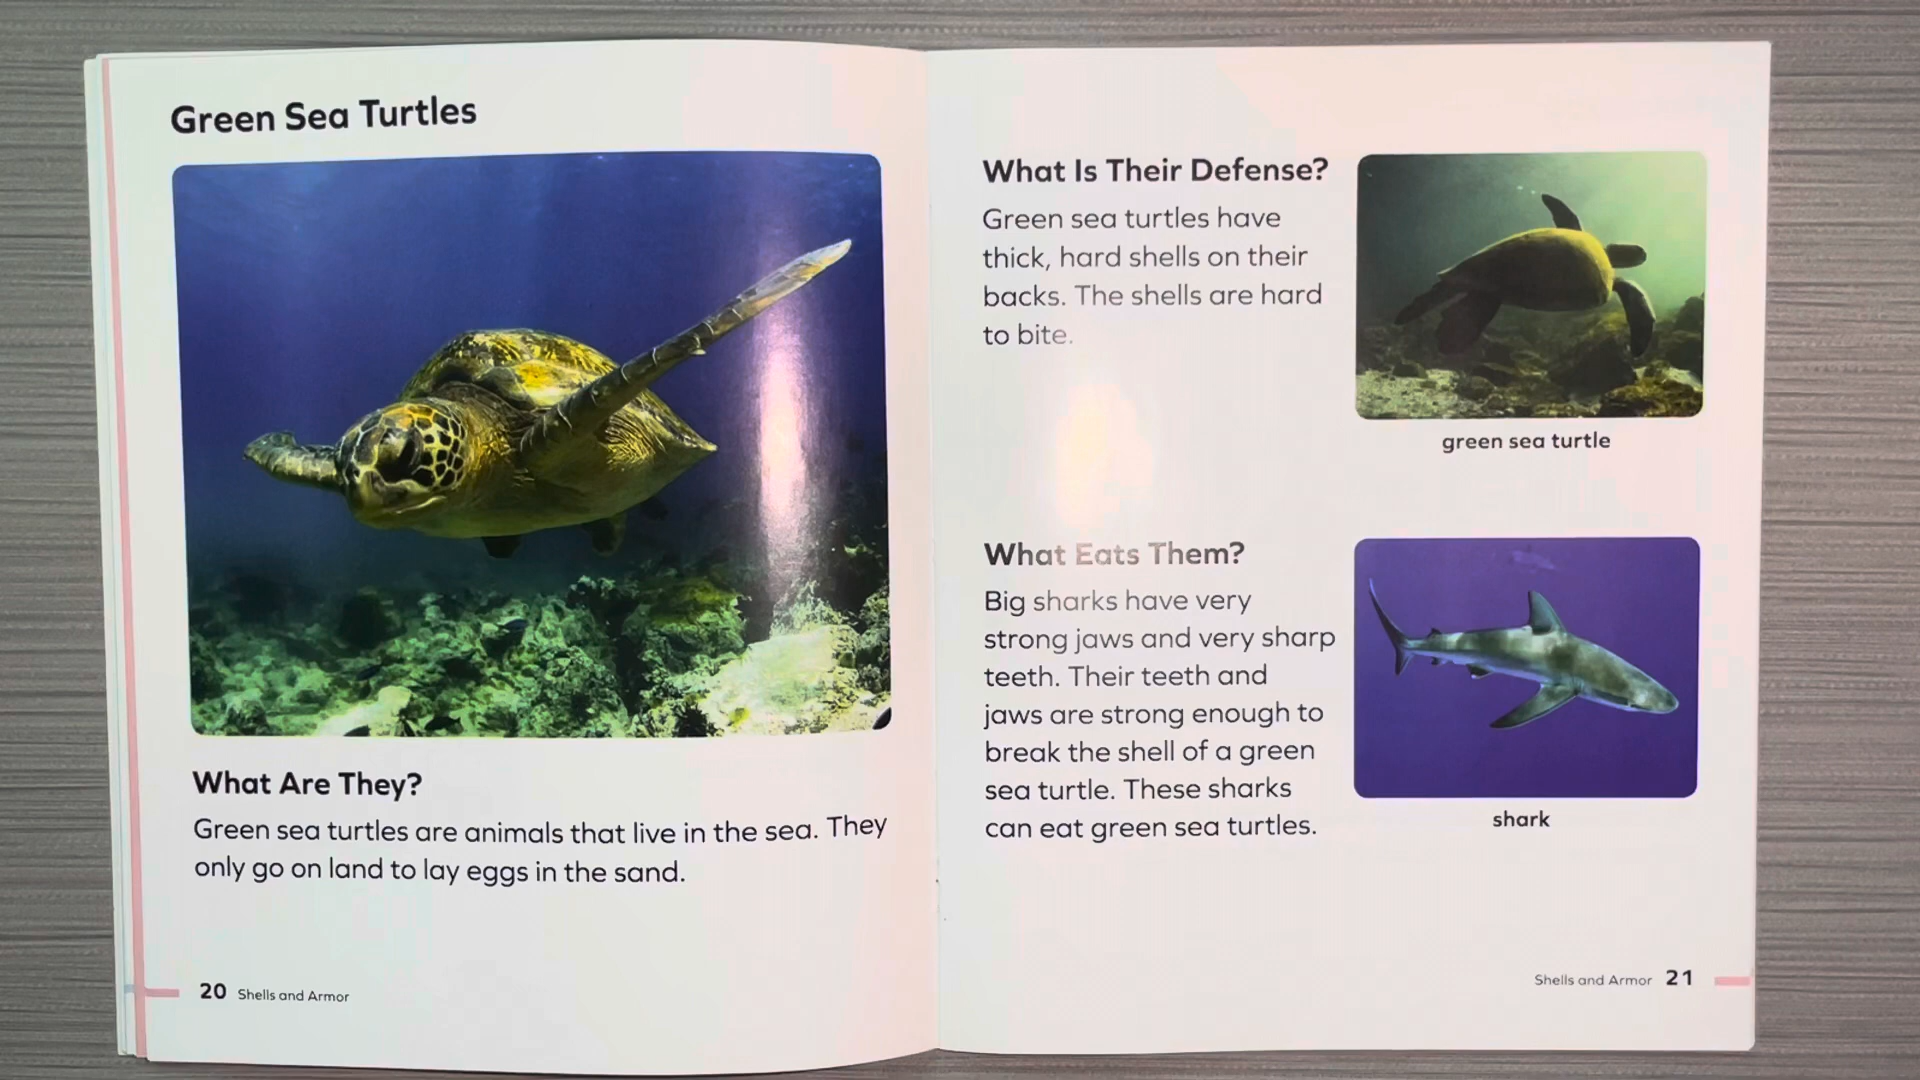 Green Sea Turtles
What Are They?
Green sea turtles are animals that live in the sea. They
only go on land to lay eggs in the sand.
20 Shells and Armor
What Is Their Defense?
Green sea turtles have
thick, hard shells on their
backs. The shells are hard
to bite.
green sea turtle
What Eats Them?
Big sharks have very
strong jaws and very sharp
teeth. Their teeth and
jaws are strong enough to
break the shell of a green
sea turtle. These sharks
can eat green sea turtles.
shark
Shells and Armor 21